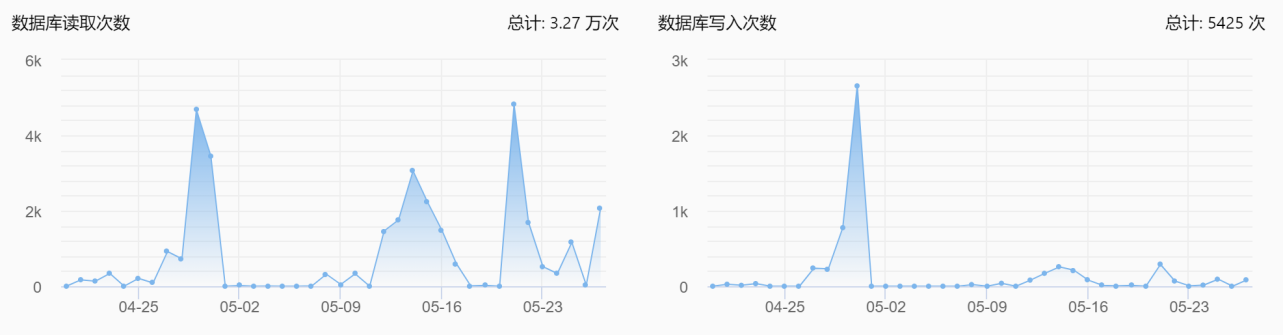 数据库读取次数
总计: 3.27 万次
6k
4k
2k
0
04-25
05-02
05-09
05-16
05-23
数据库写入次数
总计: 5425 次
3k
2k
1k
0
04-25
05-02
05-09
05-16
05-23